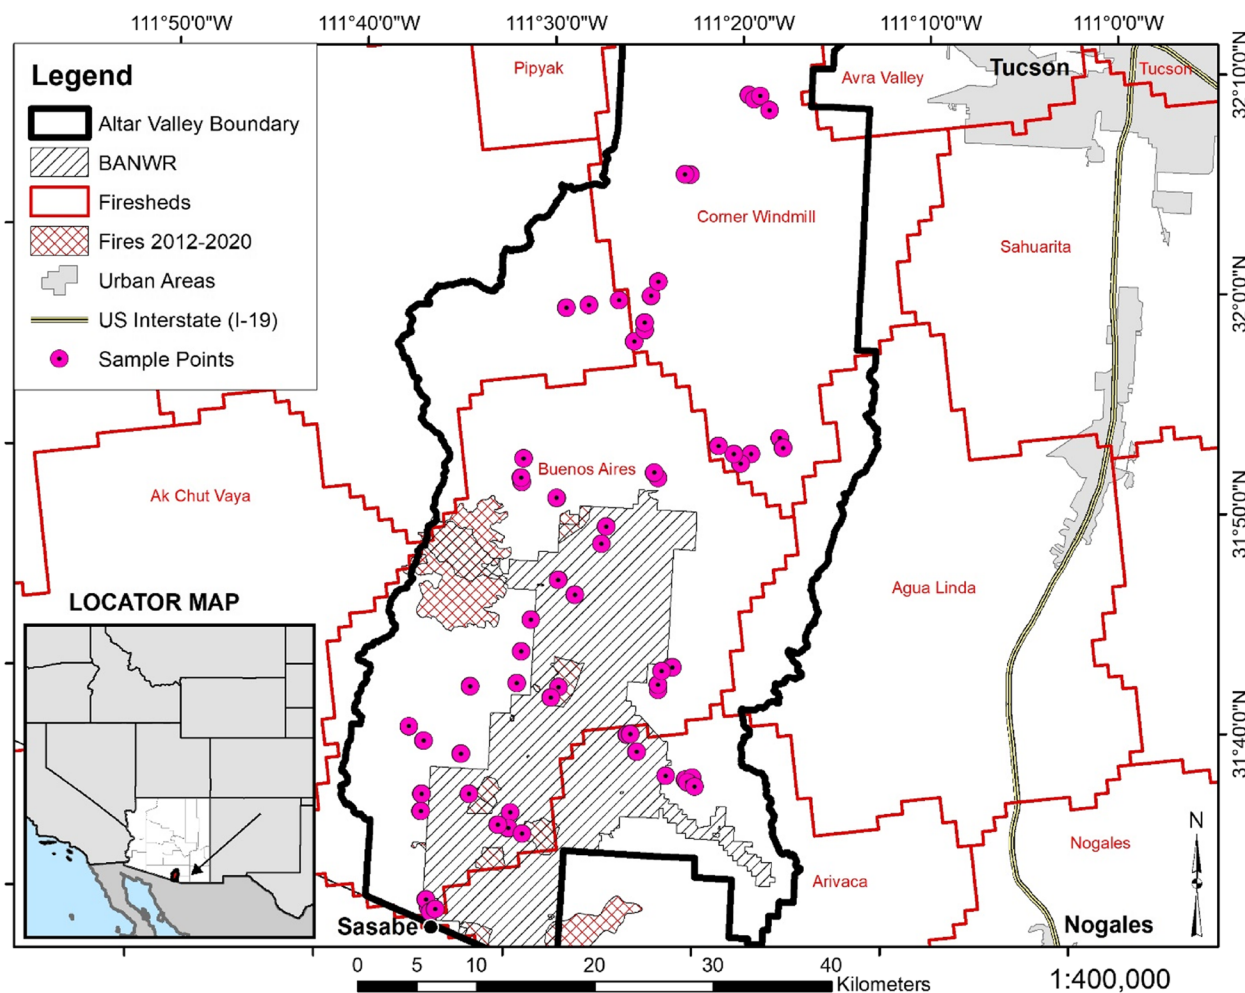 111°50'0"W 111°40'0"W 111°30'0"W 111°20'0"W 111°10'0"W 111°0'0"W
Legend
Altar Valley Boundary
BANWR
Firesheds
Fires 2012-2020
Urban Areas
US Interstate (I-19)
Sample Points
Pipyak
Avra Valley
Tucson
Tucson
32°10'0"N
Corner Windmill
Sahuarita
32°0'0"N
Buenos Aires
Ak Chut Vaya
31°50'0"N
Agua Linda
LOCATOR MAP
31°40'0"N
N
Nogales
Arivaca
Sasabe
Nogales
0 5 10 20 30 40
Kilometers
1:400,000